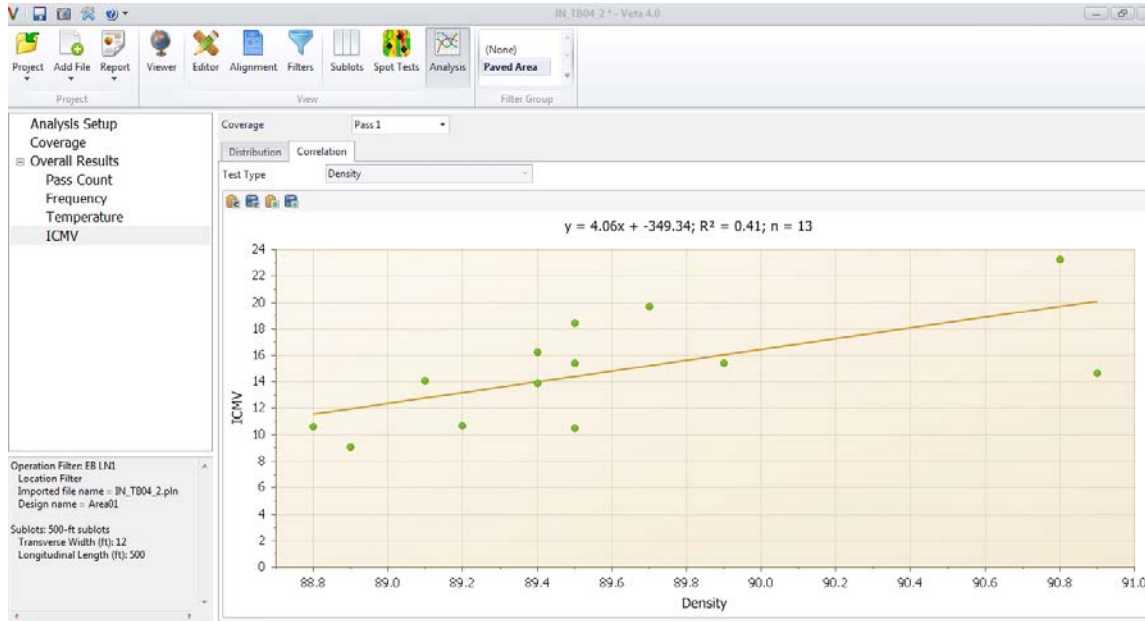 IN_TB04_2 * - Veta 4.0
Project Add File Report Viewer Editor Alignment Filters Sublots Spot Tests Analysis
(None)
Paved Area
Project View Filter Group
Analysis Setup
Coverage
Overall Results
Pass Count
Frequency
Temperature
ICMV
Operation Filter: EB LN1
Location Filter
Imported file name = IN_TB04_2.pln
Design name = Area01
Sublots: 500-ft sublots
Transverse Width (ft): 12
Longitudinal Length (ft): 500
Coverage Pass 1
Distribution Correlation
Test Type Density
y = 4.06x + -349.34; R² = 0.41; n = 13
24
22
20
18
16
14
12
10
8
6
4
2
0
ICMV
88.8 89.0 89.2 89.4 89.6 89.8 90.0 90.2 90.4 90.6 90.8 91.0
Density